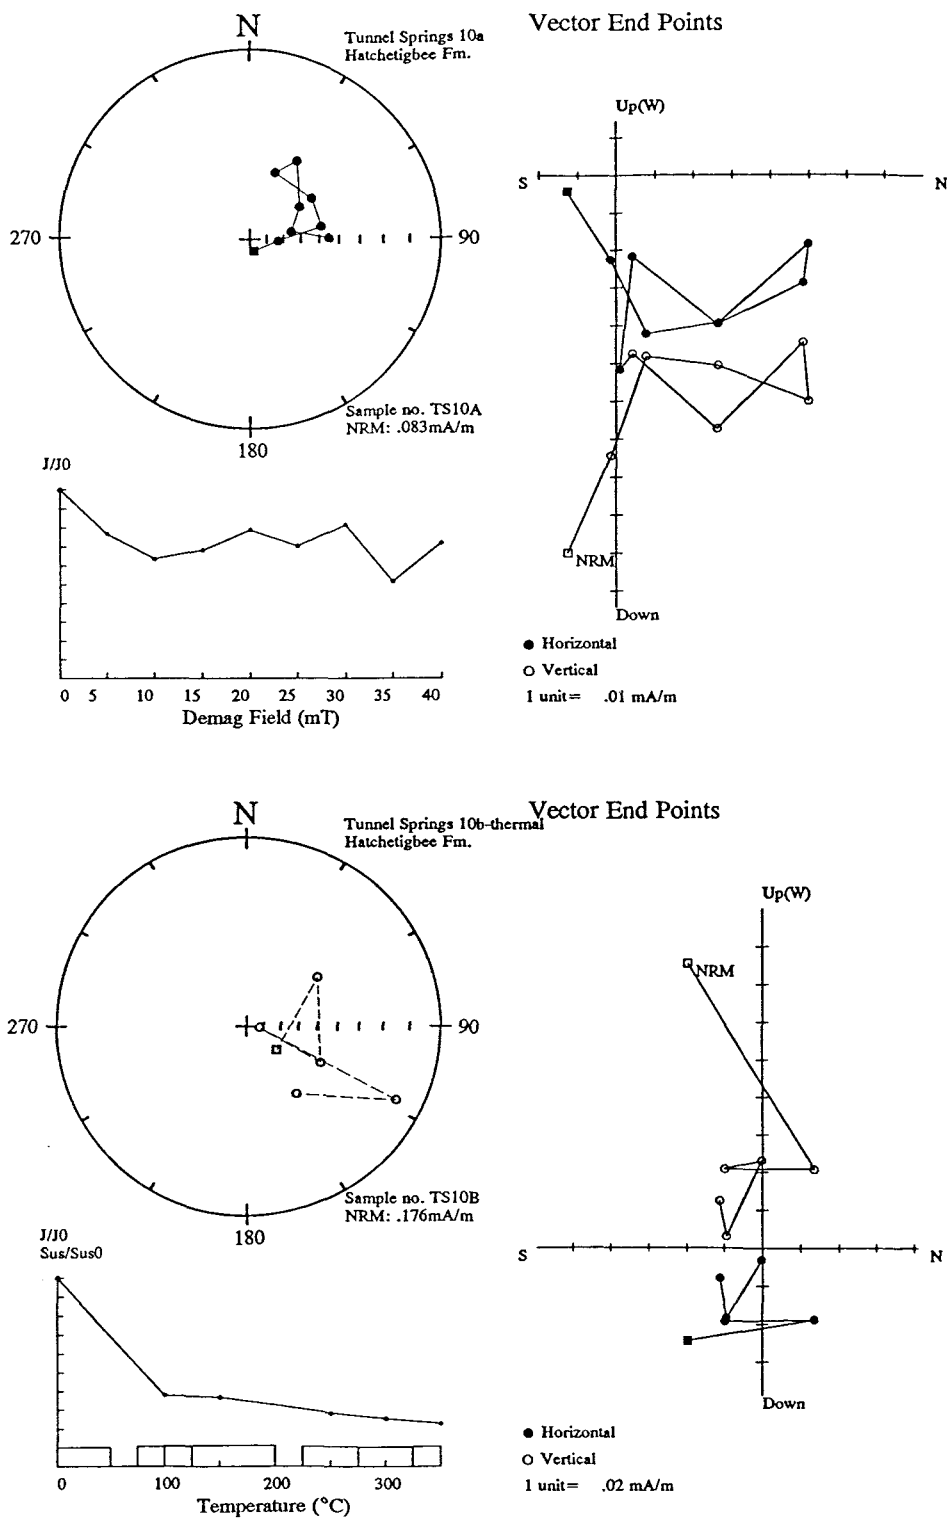 N
Tunnel Springs 10a
Hatchetigbee Fm.
Vector End Points
270
90
180
Sample no. TS10A
NRM: .083mA/m
Up(W)
S
N
NRM
Down
● Horizontal
○ Vertical
1 unit= .01 mA/m
J/J0
0 5 10 15 20 25 30 35 40
Demag Field (mT)
N
Tunnel Springs 10b-thermal
Hatchetigbee Fm.
Vector End Points
270
90
180
Sample no. TS10B
NRM: .176mA/m
Up(W)
NRM
S
N
Down
● Horizontal
○ Vertical
1 unit= .02 mA/m
J/J0
Sus/Sus0
0 100 200 300
Temperature (°C)